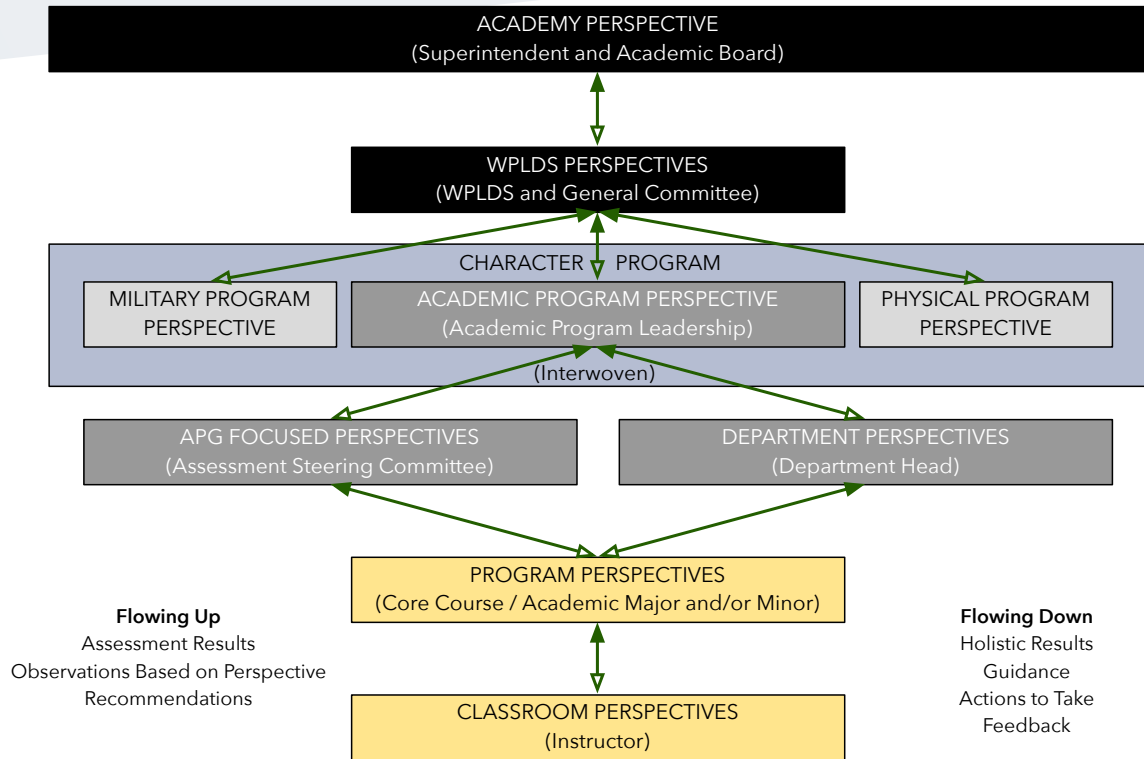 ACADEMY PERSPECTIVE
(Superintendent and Academic Board)
WPLDS PERSPECTIVES
(WPLDS and General Committee)
CHARACTER PROGRAM
MILITARY PROGRAM
PERSPECTIVE
ACADEMIC PROGRAM PERSPECTIVE
(Academic Program Leadership)
PHYSICAL PROGRAM
PERSPECTIVE
(Interwoven)
APG FOCUSED PERSPECTIVES
(Assessment Steering Committee)
DEPARTMENT PERSPECTIVES
(Department Head)
PROGRAM PERSPECTIVES
(Core Course / Academic Major and/or Minor)
Flowing Up
Assessment Results
Observations Based on Perspective
Recommendations
Flowing Down
Holistic Results
Guidance
Actions to Take
Feedback
CLASSROOM PERSPECTIVES
(Instructor)